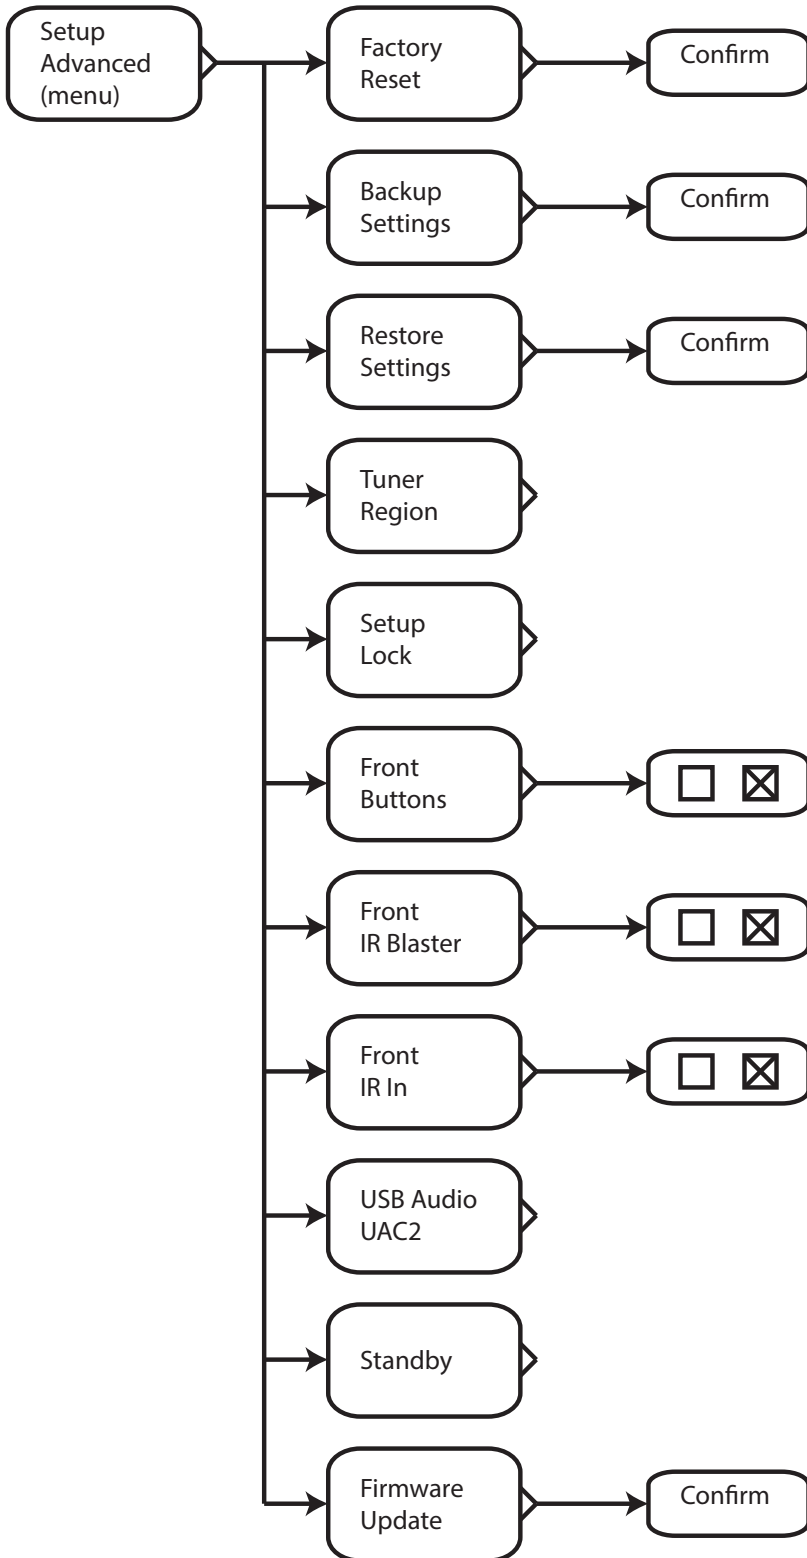 Setup
Advanced
(menu)
Factory
Reset
Confirm
Backup
Settings
Confirm
Restore
Settings
Confirm
Tuner
Region
Setup
Lock
Front
Buttons
Front
IR Blaster
Front
IR In
USB Audio
UAC2
Standby
Firmware
Update
Confirm